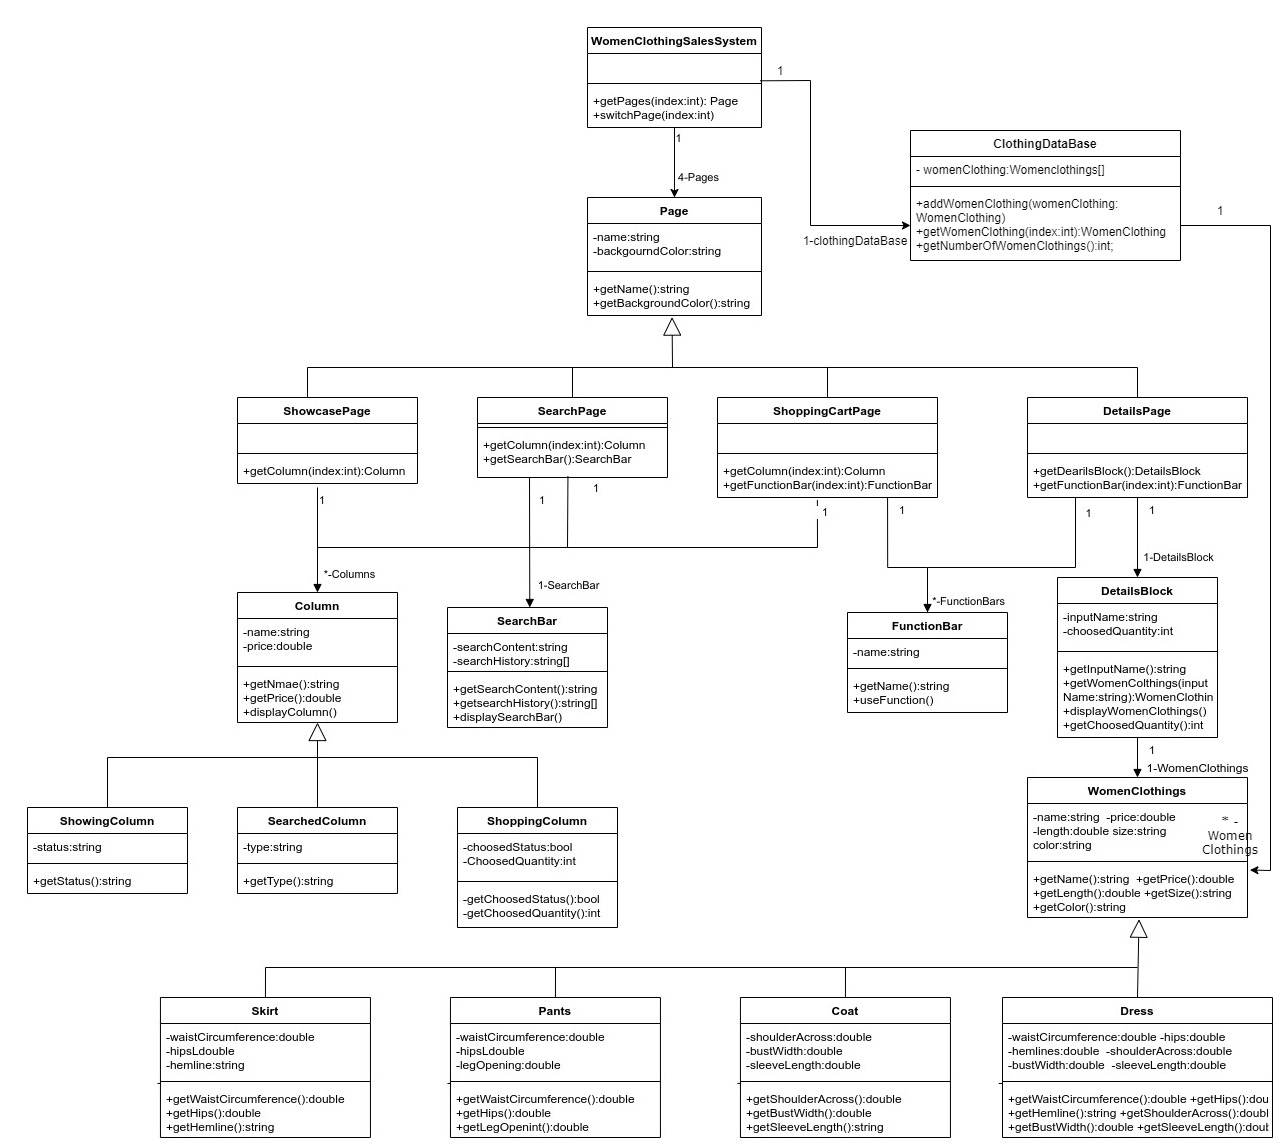 WomenClothingSalesSystem
+getPages(index:int): Page
+switchPage(index:int)
1
1
4-Pages
ClothingDataBase
- womenClothing:Womenclothings[]
+addWomenClothing(womenClothing:
WomenClothing)
+getWomenClothing(index:int):WomenClothing
+getNumberOfWomenClothings():int;
1
1-clothingDataBase
Page
-name:string
-backgourndColor:string
+getName():string
+getBackgroundColor():string
ShowcasePage
+getColumn(index:int):Column
1
SearchPage
+getColumn(index:int):Column
+getSearchBar():SearchBar
1
1
ShoppingCartPage
+getColumn(index:int):Column
+getFunctionBar(index:int):FunctionBar
1
1
DetailsPage
+getDearilsBlock():DetailsBlock
+getFunctionBar(index:int):FunctionBar
1
1
*-Columns
1-SearchBar
*-FunctionBars
1-DetailsBlock
Column
-name:string
-price:double
+getNmae():string
+getPrice():double
+displayColumn()
SearchBar
-searchContent:string
-searchHistory:string[]
+getSearchContent():string
+getsearchHistory():string[]
+displaySearchBar()
FunctionBar
-name:string
+getName():string
+useFunction()
DetailsBlock
-inputName:string
-choosedQuantity:int
+getInputName():string
+getWomenColthings(input
Name:string):WomenClothin
+displayWomenClothings()
+getChoosedQuantity():int
1
1-WomenClothings
ShowingColumn
-status:string
+getStatus():string
SearchedColumn
-type:string
+getType():string
ShoppingColumn
-choosedStatus:bool
-ChoosedQuantity:int
-getChoosedStatus():bool
-getChoosedQuantity():int
WomenClothings
-name:string -price:double
-length:double size:string
color:string
* -
Women
Clothings
+getName():string +getPrice():double
+getLength():double +getSize():string
+getColor():string
Skirt
-waistCircumference:double
-hipsLdouble
-hemline:string
+getWaistCircumference():double
+getHips():double
+getHemline():string
Pants
-waistCircumference:double
-hipsLdouble
-legOpening:double
+getWaistCircumference():double
+getHips():double
+getLegOpenint():double
Coat
-shoulderAcross:double
-bustWidth:double
-sleeveLength:double
+getShoulderAcross():double
+getBustWidth():double
+getSleeveLength():string
Dress
-waistCircumference:double -hips:double
-hemlines:double -shoulderAcross:double
-bustWidth:double -sleeveLength:double
+getWaistCircumference():double +getHips():dou
+getHemline():string +getShoulderAcross():doubl
+getBustWidth():double +getSleeveLength():doub